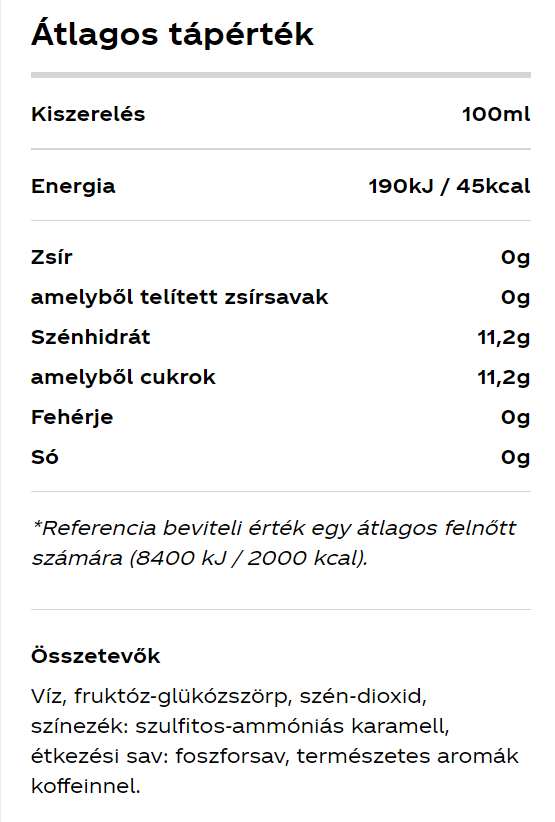 Átlagos tápérték
Kiszerelés 100ml
Energia 190kJ / 45kcal
Zsír 0g
amelyből telített zsírsavak 0g
Szénhidrát 11,2g
amelyből cukrok 11,2g
Fehérje 0g
Só 0g
*Referencia beviteli érték egy átlagos felnőtt
számára (8400 kJ / 2000 kcal).
Összetevők
Víz, fruktóz-glükózszörp, szén-dioxid,
színezék: szulfitos-ammóniás karamell,
étkezési sav: foszforsav, természetes aromák
koffeinnel.